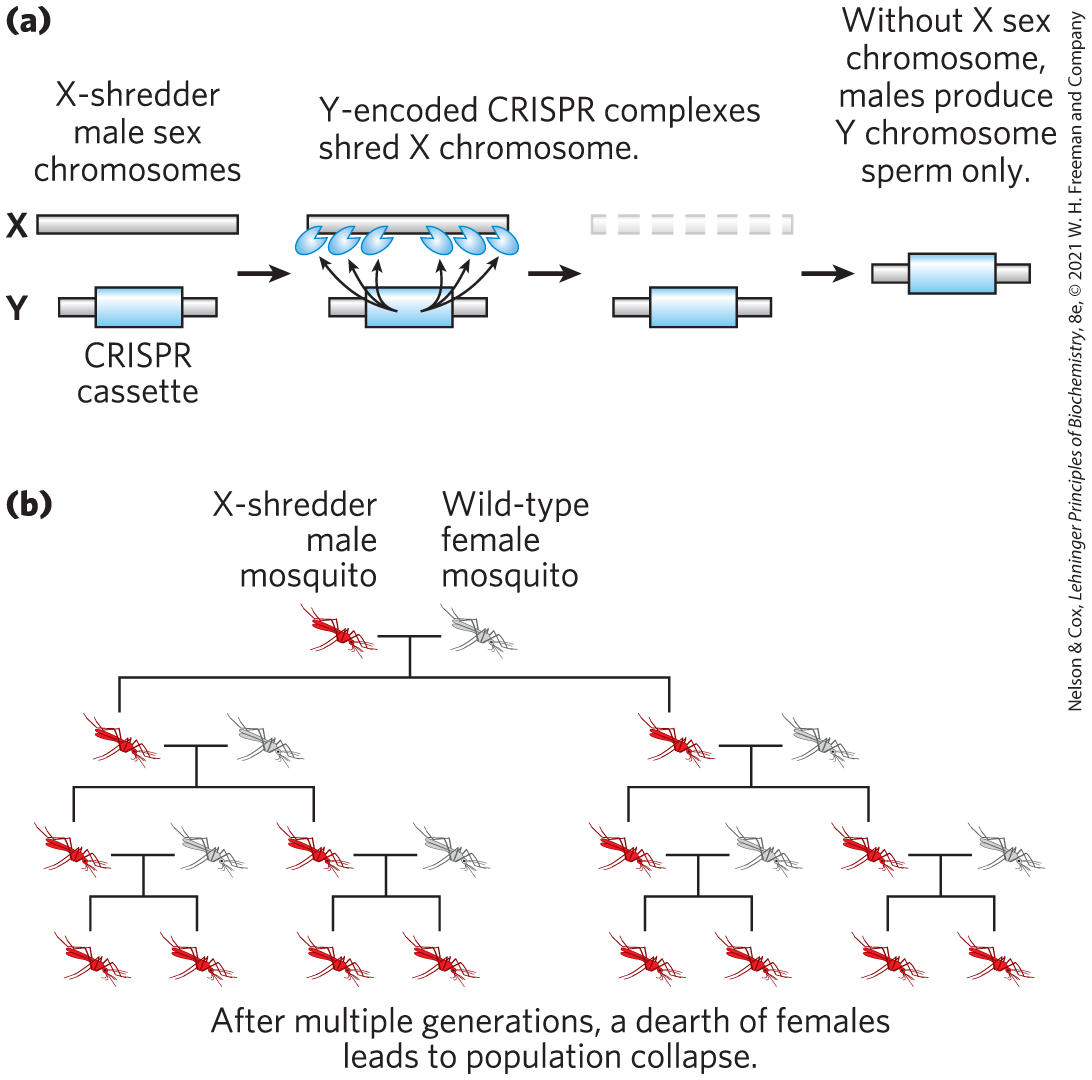 (a)
X-shredder
male sex
chromosomes
Y-encoded CRISPR complexes
shred X chromosome.
Without X sex
chromosome,
males produce
Y chromosome
sperm only.
X
Y
CRISPR
cassette
(b)
X-shredder
male
mosquito
Wild-type
female
mosquito
After multiple generations, a dearth of females
leads to population collapse.
Nelson & Cox, Lehninger Principles of Biochemistry, 8e, © 2021 W. H. Freeman and Company